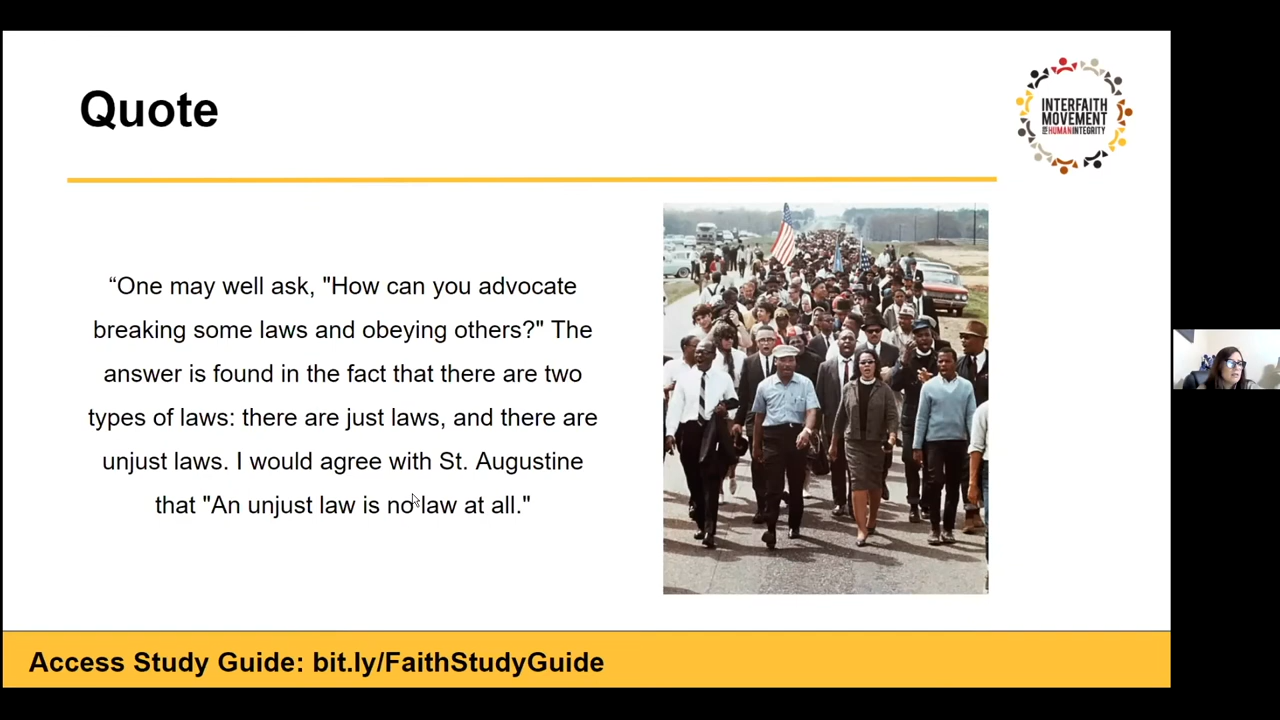 Quote
INTERFAITH
MOVEMENT
FOR HUMAN INTEGRITY
“One may well ask, "How can you advocate
breaking some laws and obeying others?" The
answer is found in the fact that there are two
types of laws: there are just laws, and there are
unjust laws. I would agree with St. Augustine
that "An unjust law is no law at all."
Access Study Guide: bit.ly/FaithStudyGuide